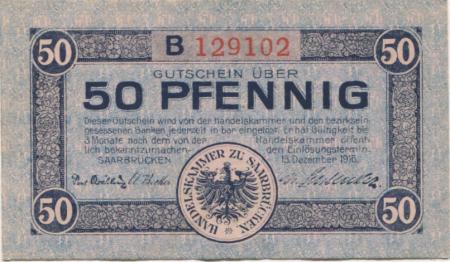 50 B 129102 50
GUTSCHEIN ÜBER
50 PFENNIG
Dieser Gutschein wird von der Handelskammer und den bezirksein
gesessenen Banken jederzeit in bar eingelöst. Er hat Gültigkeit bis
3 Monate nach dem von der Handelskammer öffent
lich bekanntzumachen den Einlösungstermin.
SAARBRÜCKEN 15. Dezember 1916.
HANDELSKAMMER ZU SAARBRÜCKEN
50 50